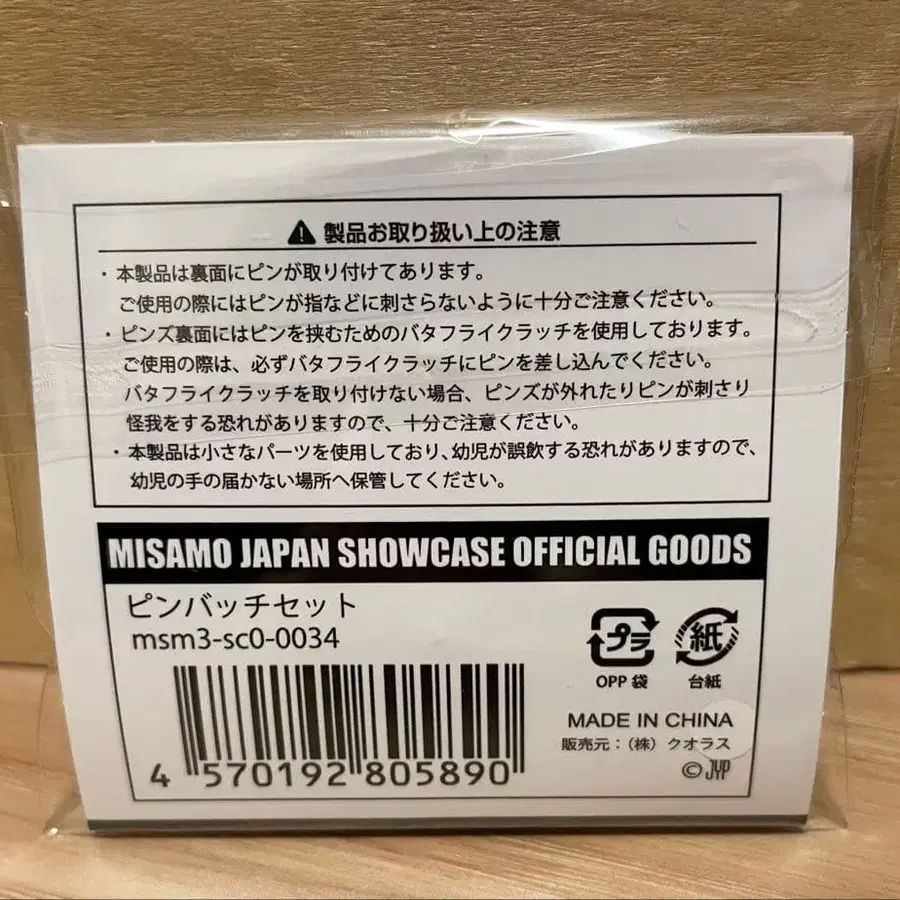 製品お取り扱い上の注意
・本製品は裏面にピンが取り付けてあります。
ご使用の際にはピンが指などに刺さらないように十分ご注意ください。
・ピンズ裏面にはピンを挟むためのバタフライクラッチを使用しております。
ご使用の際は、必ずバタフライクラッチにピンを差し込んでください。
バタフライクラッチを取り付けない場合、ピンズが外れたりピンが刺さり
怪我をする恐れがありますので、十分ご注意ください。
・本製品は小さなパーツを使用しており、幼児が誤飲する恐れがありますので、
幼児の手の届かない場所へ保管してください。
MISAMO JAPAN SHOWCASE OFFICIAL GOODS
ピンバッチセット
msm3-sc0-0034
プラ
紙
OPP 袋
台紙
MADE IN CHINA
販売元：（株）クオラス
4 570192 805890
©JYP